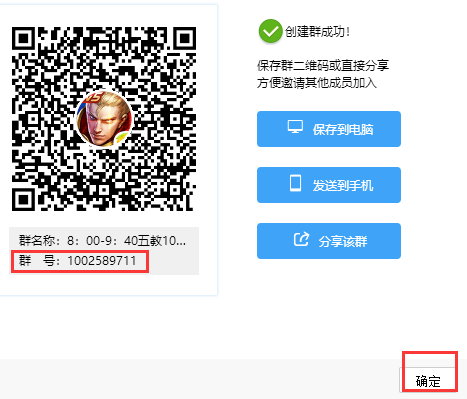 创建群成功！
保存群二维码或直接分享
方便邀请其他成员加入
保存到电脑
发送到手机
分享该群
群名称：8：00-9：40五教10...
群　号：1002589711
确定